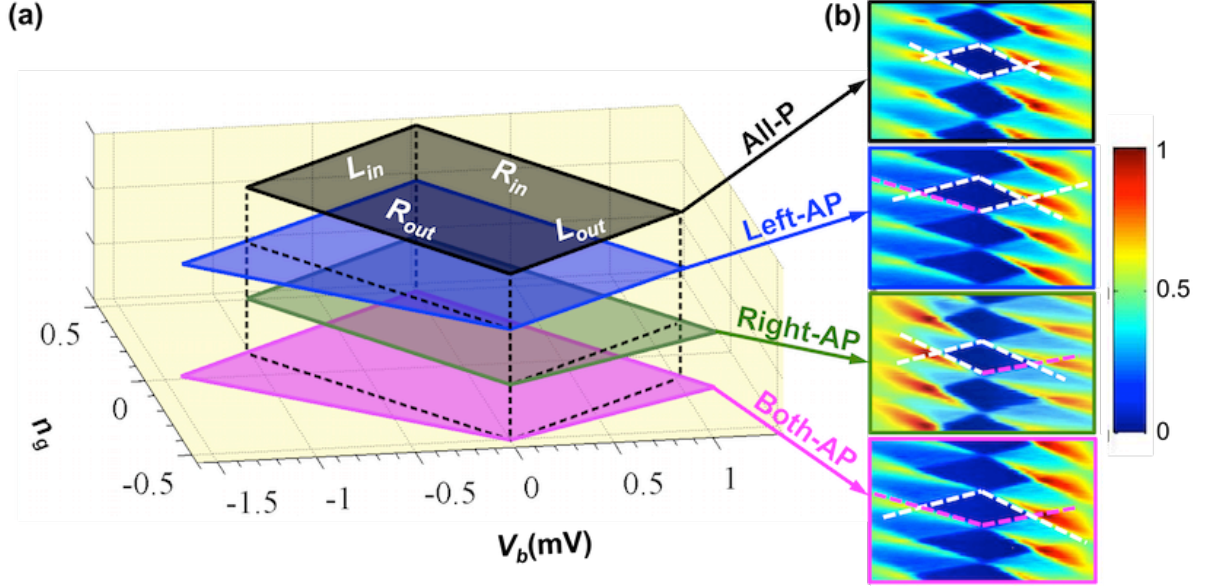 (a)
(b)
L_in
R_in
R_out
L_out
All-P
Left-AP
Right-AP
Both-AP
0.5
0
-0.5
n_g
-1.5
-1
-0.5
0
0.5
1
V_b(mV)
1
0.5
0